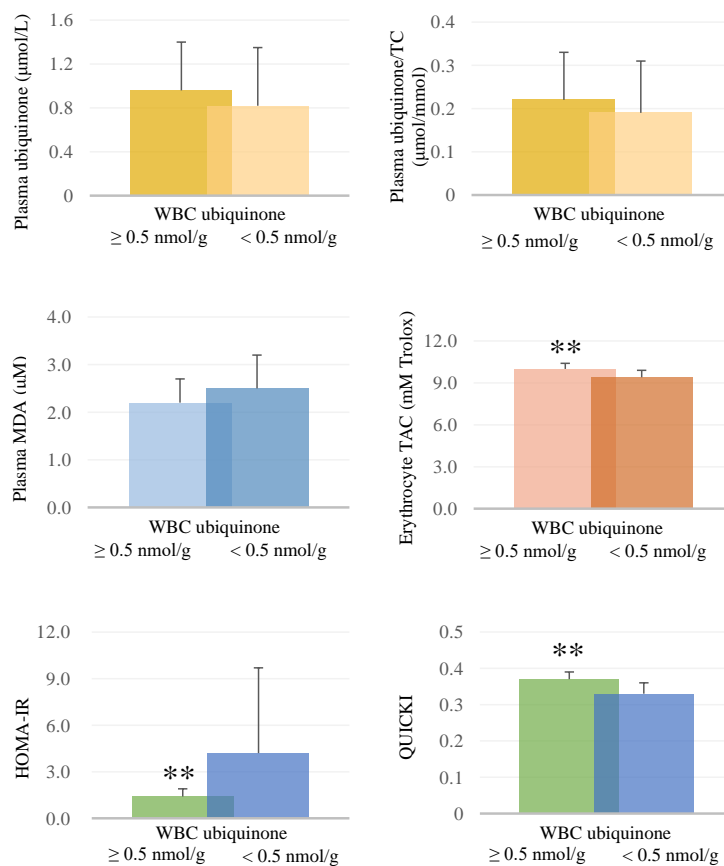 Plasma ubiquinone (μmol/L)
1.6
1.2
0.8
0.4
0
WBC ubiquinone
≥ 0.5 nmol/g < 0.5 nmol/g
Plasma ubiquinone/TC
(μmol/mmol)
0.4
0.3
0.2
0.1
0
WBC ubiquinone
≥ 0.5 nmol/g < 0.5 nmol/g
Plasma MDA (uM)
4.0
3.0
2.0
1.0
0.0
WBC ubiquinone
≥ 0.5 nmol/g < 0.5 nmol/g
Erythrocyte TAC (mM Trolox)
12.0
9.0
6.0
3.0
0.0
**
WBC ubiquinone
≥ 0.5 nmol/g < 0.5 nmol/g
HOMA-IR
12.0
9.0
6.0
3.0
0.0
**
WBC ubiquinone
≥ 0.5 nmol/g < 0.5 nmol/g
QUICKI
0.5
0.4
0.3
0.2
0.1
0
**
WBC ubiquinone
≥ 0.5 nmol/g < 0.5 nmol/g